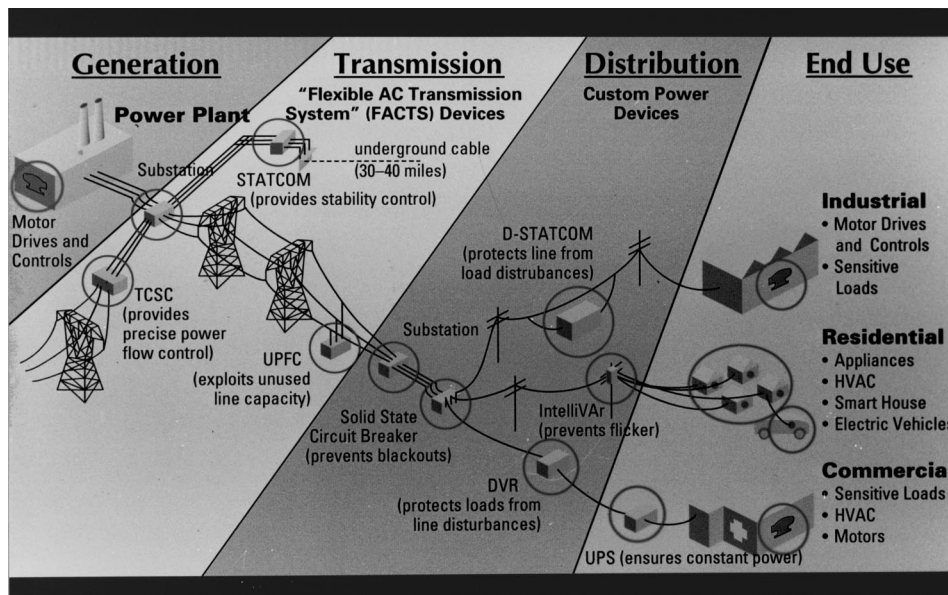 Generation
Transmission
Distribution
End Use
Power Plant
"Flexible AC Transmission
System" (FACTS) Devices
Custom Power
Devices
Substation
underground cable
(30–40 miles)
STATCOM
(provides stability control)
Motor
Drives and
Controls
TCSC
(provides
precise power
flow control)
UPFC
(exploits unused
line capacity)
Substation
Solid State
Circuit Breaker
(prevents blackouts)
D-STATCOM
(protects line from
load distrubances)
IntelliVAr
(prevents flicker)
DVR
(protects loads from
line disturbances)
UPS (ensures constant power)
Industrial
• Motor Drives
and Controls
• Sensitive
Loads
Residential
• Appliances
• HVAC
• Smart House
• Electric Vehicles
Commercia
• Sensitive Loads
• HVAC
• Motors